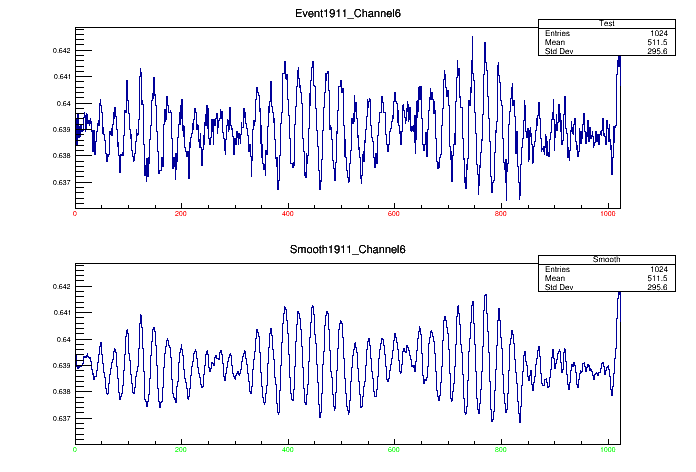 Event1911_Channel6
Test
Entries 1024
Mean 511.5
Std Dev 295.6
0.642
0.641
0.64
0.639
0.638
0.637
0 200 400 600 800 1000
Smooth1911_Channel6
Smooth
Entries 1024
Mean 511.5
Std Dev 295.6
0.642
0.641
0.64
0.639
0.638
0.637
0 200 400 600 800 1000